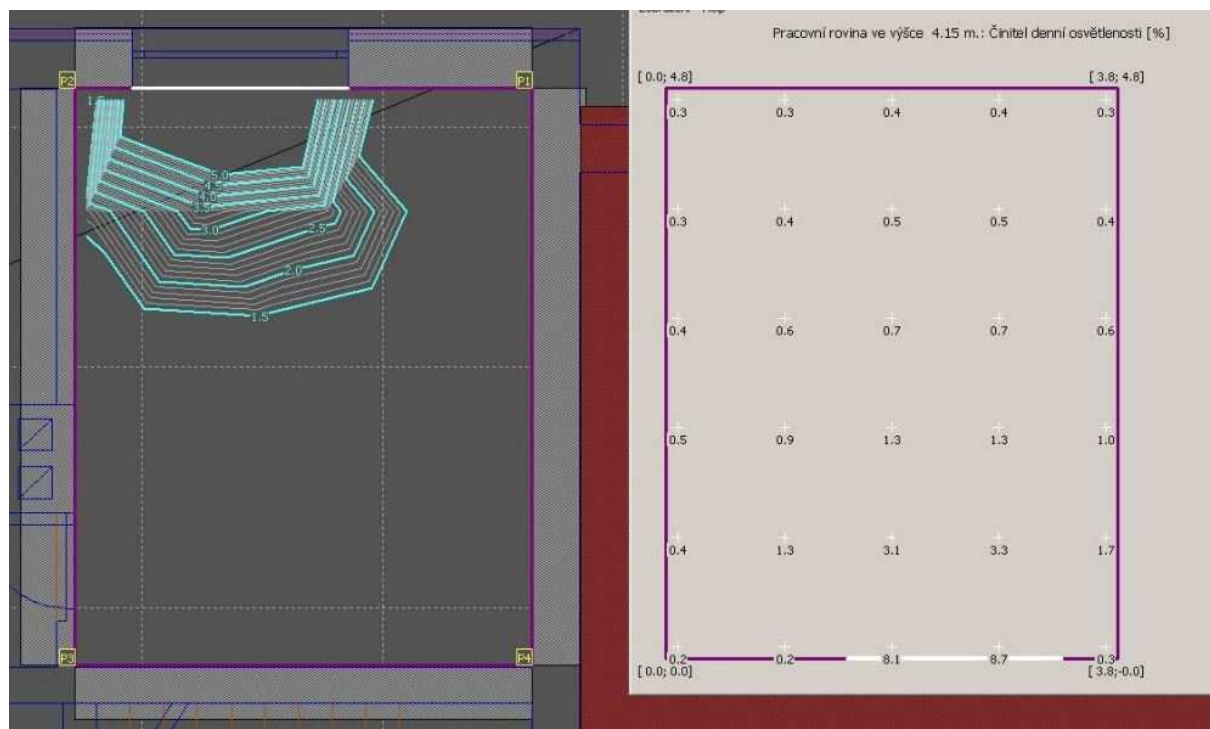 Pracovní rovina ve výšce 4.15 m.: Činitel denní osvětlenosti [%]
[ 0.0; 4.8] [ 3.8; 4.8]
0.3 0.3 0.4 0.4 0.3
0.3 0.4 0.5 0.5 0.4
0.4 0.6 0.7 0.7 0.6
0.5 0.9 1.3 1.3 1.0
0.4 1.3 3.1 3.3 1.7
0.2 0.2 8.1 8.7 0.3
[ 0.0; 0.0] [ 3.8;-0.0]
P2 P1
5.0
4.5
3.0 2.5
2.0
1.5
P3 P4